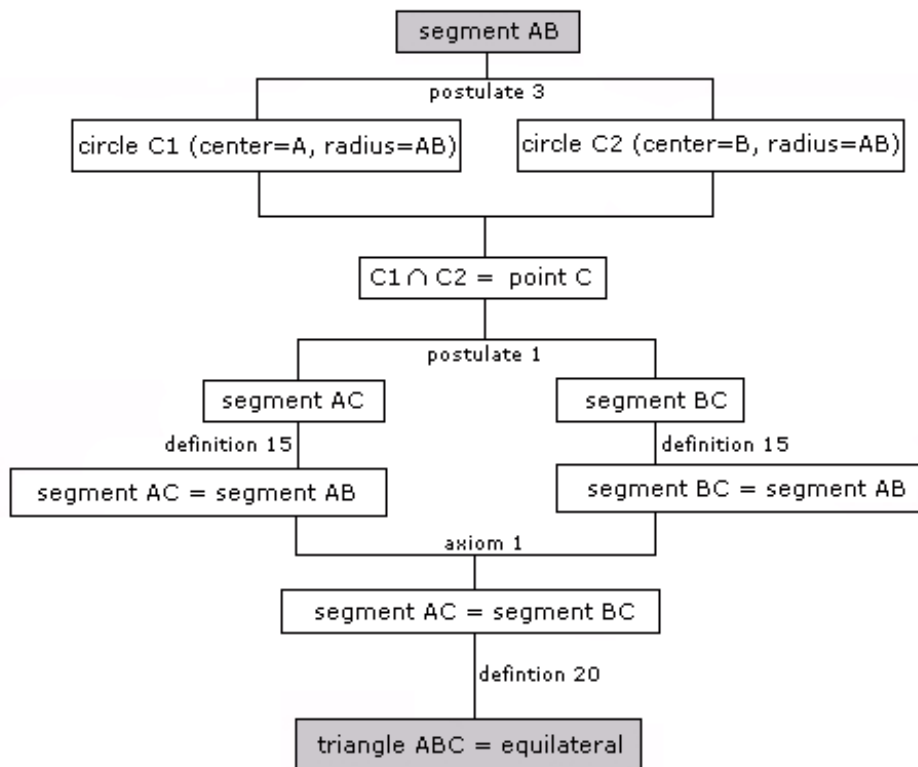 segment AB
postulate 3
circle C1 (center=A, radius=AB)
circle C2 (center=B, radius=AB)
C1 ∩ C2 = point C
postulate 1
segment AC
segment BC
definition 15
definition 15
segment AC = segment AB
segment BC = segment AB
axiom 1
segment AC = segment BC
defintion 20
triangle ABC = equilateral